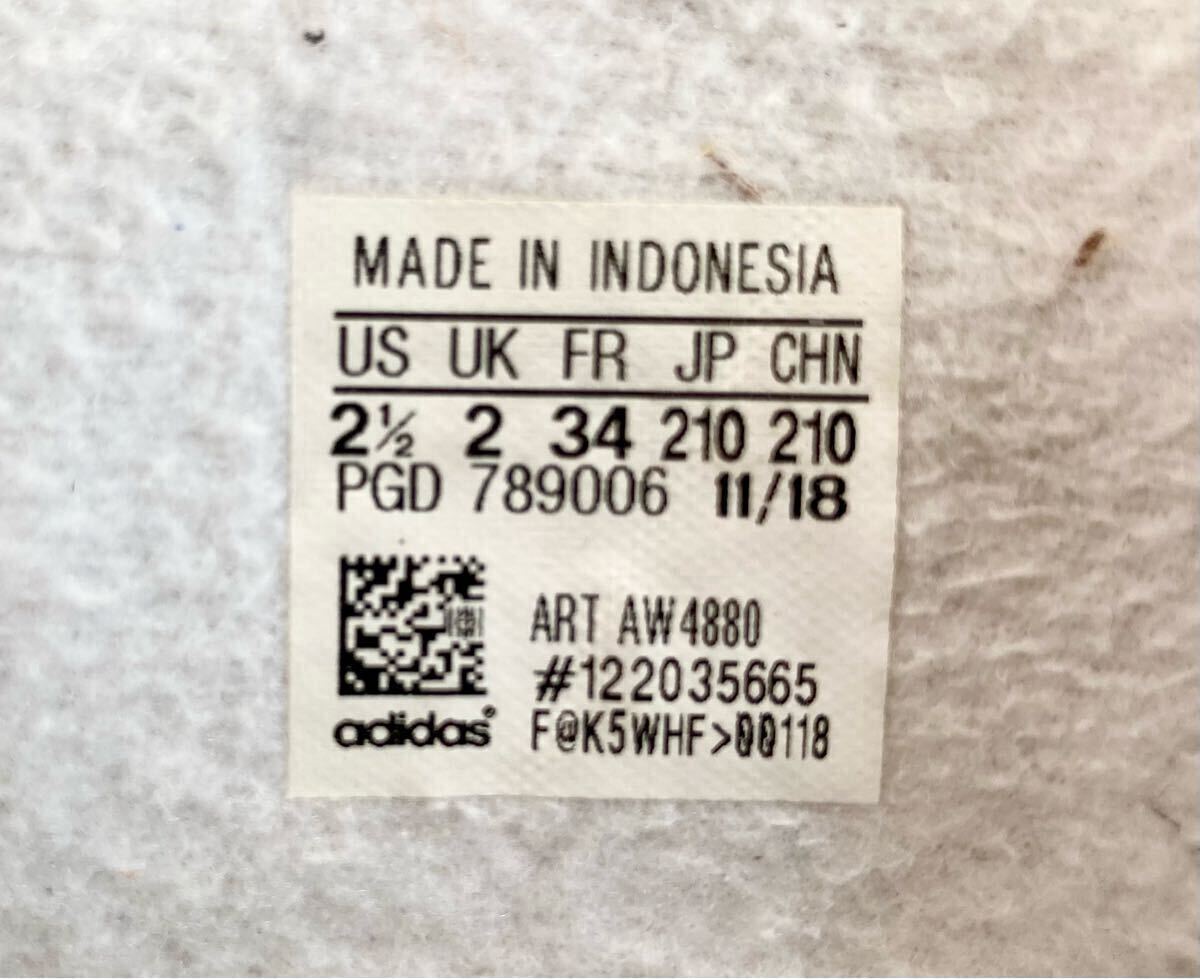 MADE IN INDONESIA
US UK FR JP CHN
2½ 2 34 210 210
PGD 789006 11/18
ART AW4880
#122035665
adidas® F@K5WHF>00118